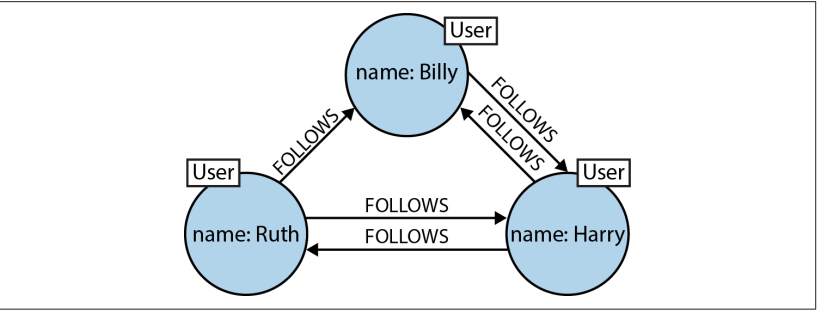 User
name: Billy
FOLLOWS
FOLLOWS
FOLLOWS
User
User
name: Ruth
FOLLOWS
FOLLOWS
name: Harry